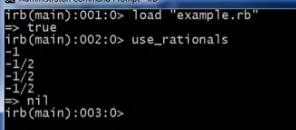 Administrator: Command Prompt - irb
irb(main):001:0> load "example.rb"
=> true
irb(main):002:0> use_rationals
-1
-1/2
-1/2
-1/2
=> nil
irb(main):003:0>